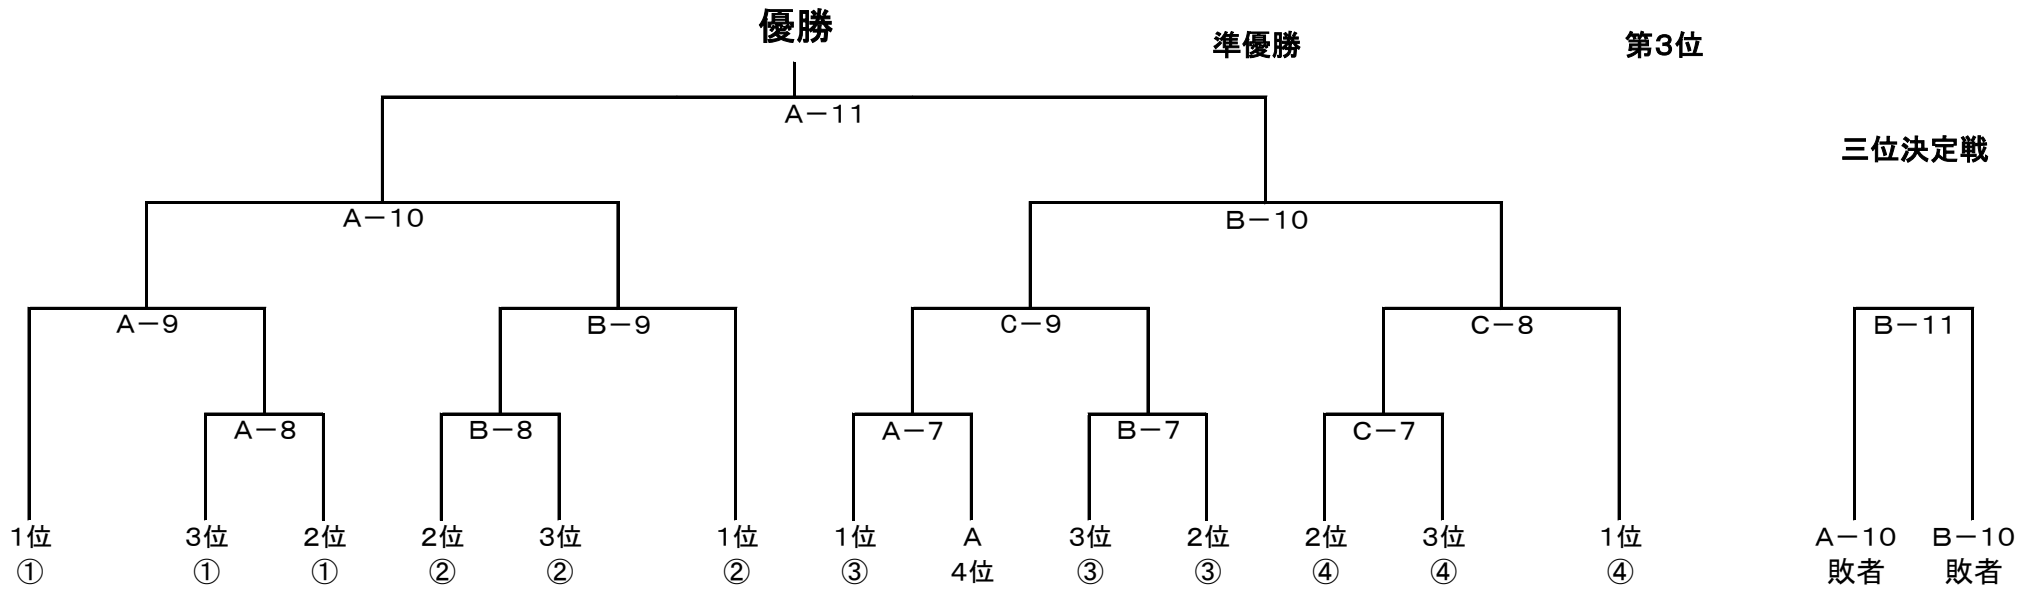 優勝
準優勝
第3位
A－11
三位決定戦
A－10
B－10
A－9
B－9
C－9
C－8
B－11
A－8
B－8
A－7
B－7
C－7
1位 3位 2位 2位 3位 1位 1位 A 3位 2位 2位 3位 1位 A－10 B－10
① ① ① ② ② ② ③ 4位 ③ ③ ④ ④ ④ 敗者 敗者